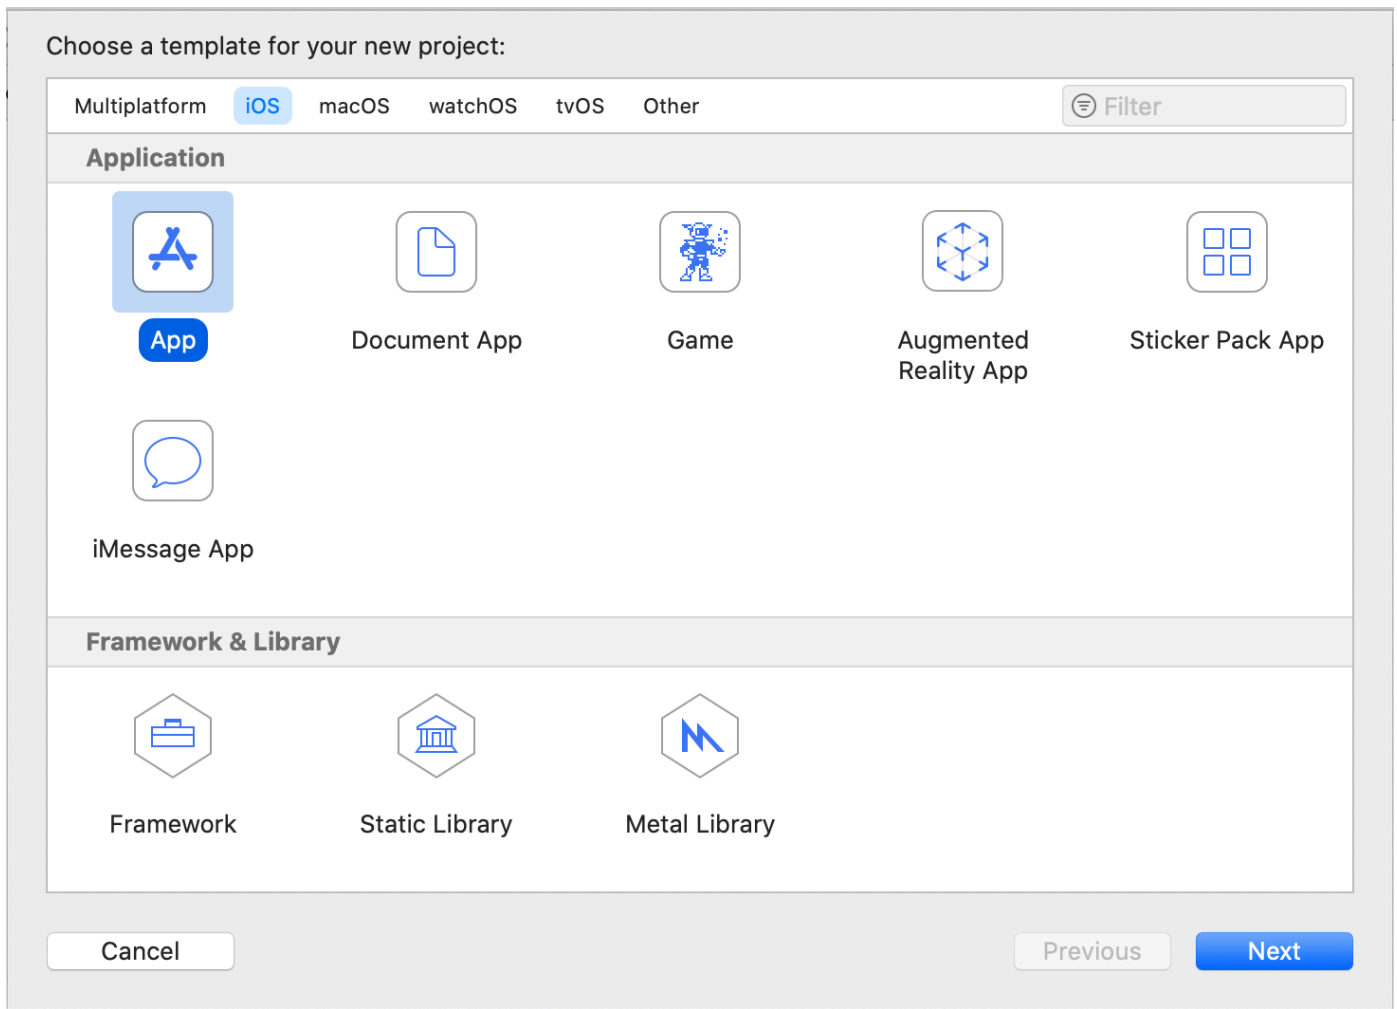 Choose a template for your new project:
Multiplatform iOS macOS watchOS tvOS Other Filter
Application
App Document App Game Augmented Reality App Sticker Pack App
iMessage App
Framework & Library
Framework Static Library Metal Library
Cancel Previous Next